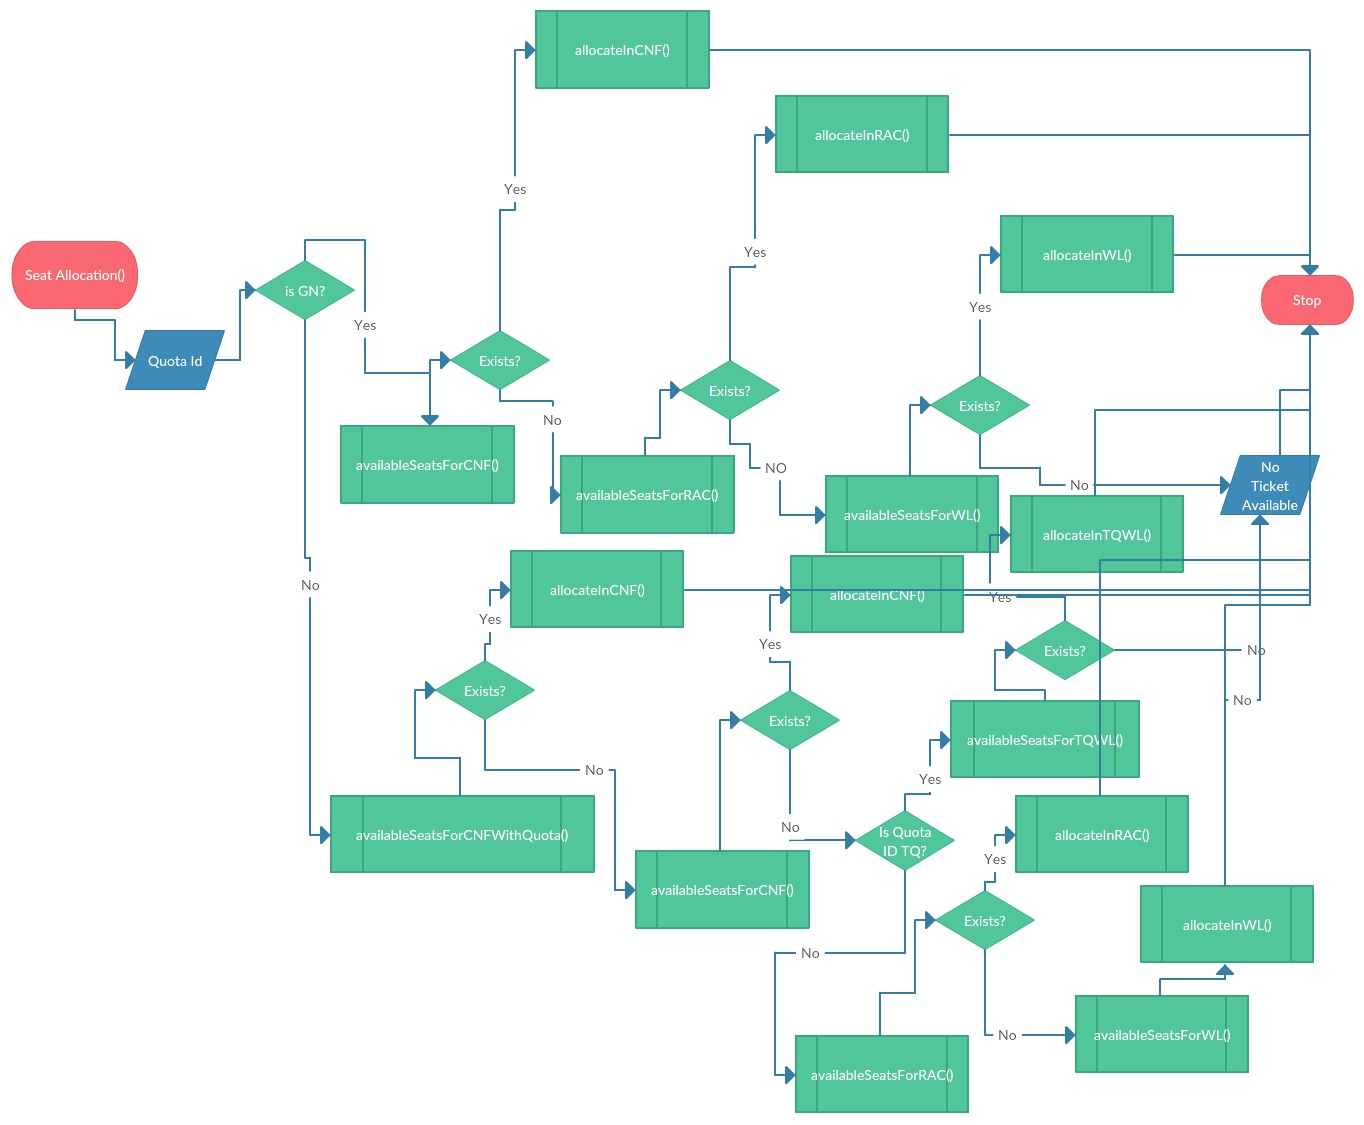 allocateInCNF()
allocateInRAC()
Yes
allocateInWL()
Yes
Seat Allocation()
is GN?
Stop
Yes
Yes
Quota Id
Exists?
Exists?
Exists?
No
availableSeatsForCNF()
NO
No
Ticket
Available
No
availableSeatsForRAC()
availableSeatsForWL()
allocateInTQWL()
No
allocateInCNF()
allocateInCNF()
Yes
Yes
Yes
Exists?
No
Exists?
No
Exists?
availableSeatsForTQWL()
No
Yes
No
Is Quota
ID TQ?
availableSeatsForCNFWithQuota()
allocateInRAC()
Yes
availableSeatsForCNF()
Exists?
allocateInWL()
No
No
availableSeatsForWL()
availableSeatsForRAC()